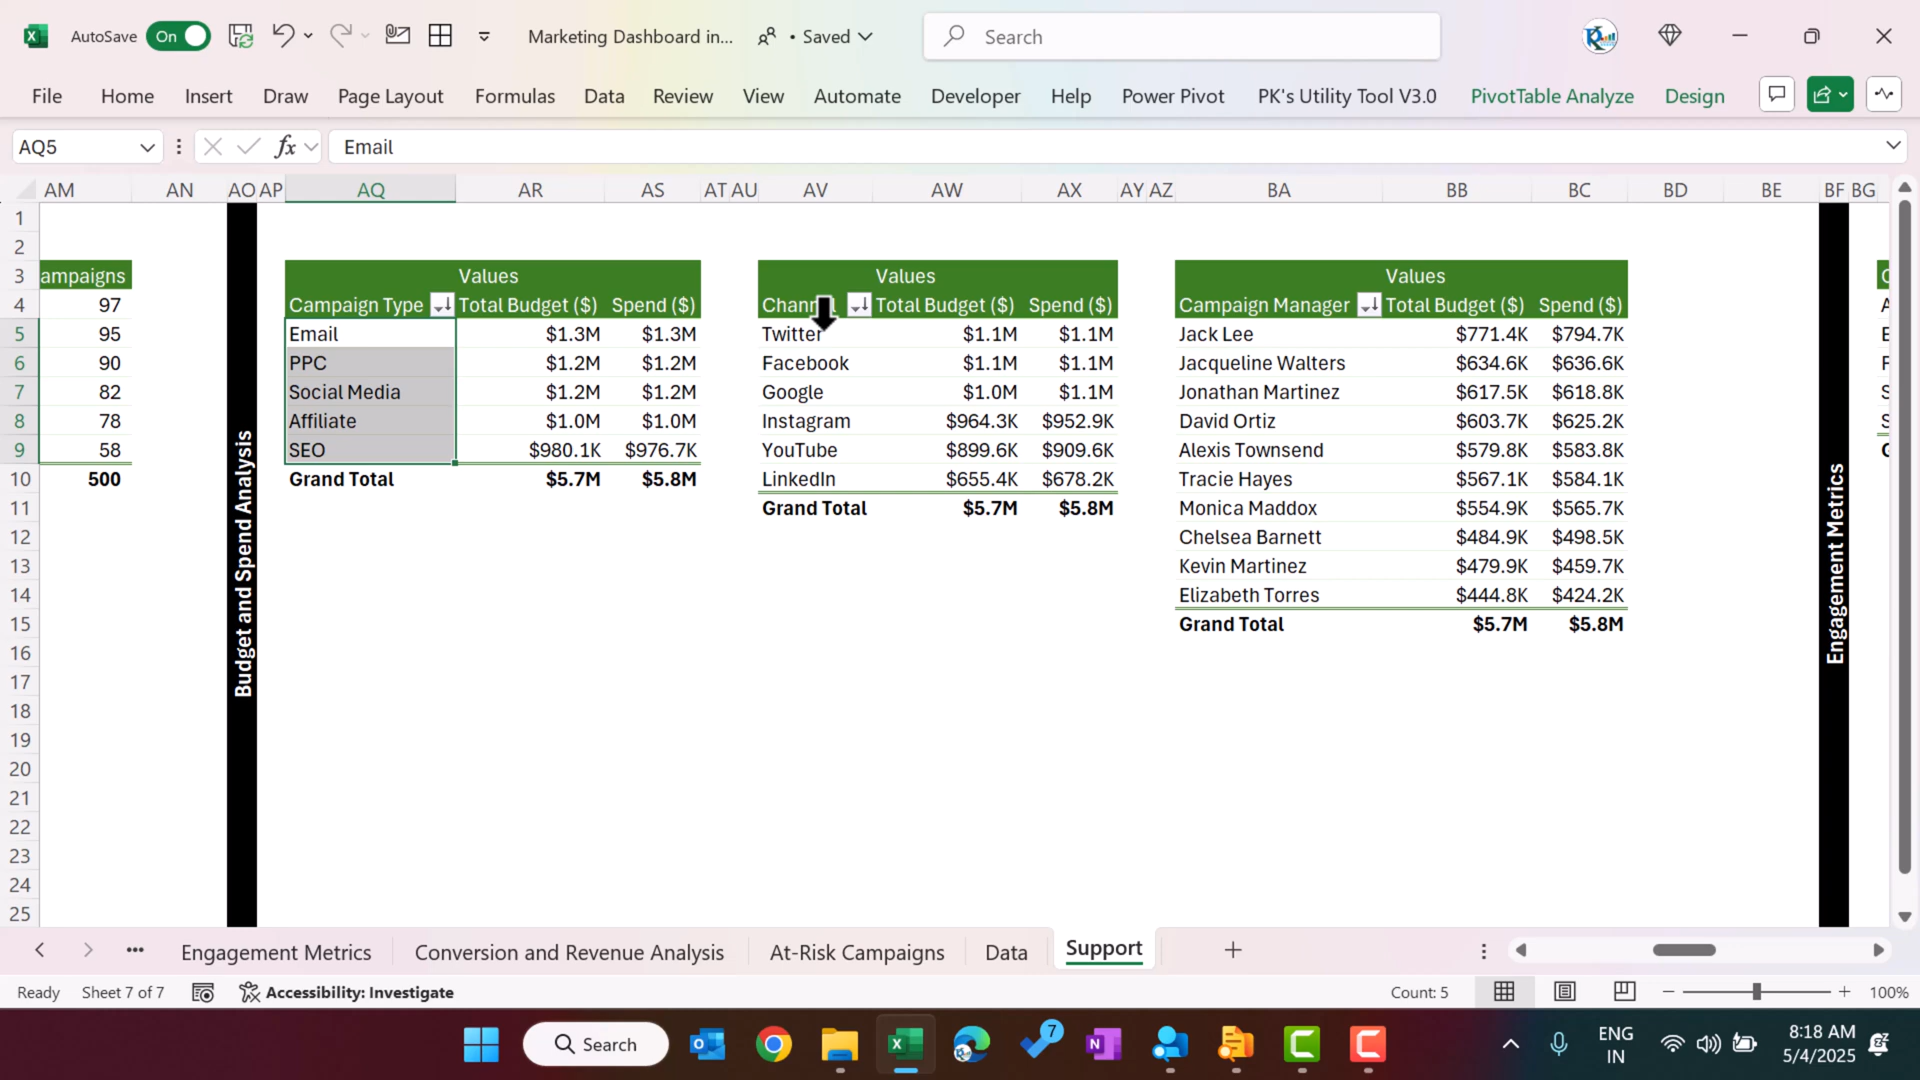 AutoSave On Marketing Dashboard in... • Saved Search
File Home Insert Draw Page Layout Formulas Data Review View Automate Developer Help Power Pivot PK's Utility Tool V3.0 PivotTable Analyze Design
AQ5 fx Email
AM AN AO AP AQ AR AS AT AU AV AW AX AY AZ BA BB BC BD BE BF BG
1
2
3 ampaigns Values Values Values
4 97 Campaign Type Total Budget ($) Spend ($) Total Budget ($) Spend ($) Campaign Manager Total Budget ($) Spend ($)
5 95 Email $1.3M $1.3M Twitter $1.1M $1.1M Jack Lee $771.4K $794.7K
6 90 PPC $1.2M $1.2M Facebook $1.1M $1.1M Jacqueline Walters $634.6K $636.6K
7 82 Social Media $1.2M $1.2M Google $1.0M $1.1M Jonathan Martinez $617.5K $618.8K
8 78 Affiliate $1.0M $1.0M Instagram $964.3K $952.9K David Ortiz $603.7K $625.2K
9 58 SEO $980.1K $976.7K YouTube $899.6K $909.6K Alexis Townsend $579.8K $583.8K
10 500 Grand Total $5.7M $5.8M LinkedIn $655.4K $678.2K Tracie Hayes $567.1K $584.1K
11 Grand Total $5.7M $5.8M Monica Maddox $554.9K $565.7K
12 Chelsea Barnett $484.9K $498.5K
13 Kevin Martinez $479.9K $459.7K
14 Elizabeth Torres $444.8K $424.2K
15 Grand Total $5.7M $5.8M
16
17
18
19
20
21
22
23
24
25
Budget and Spend Analysis
Engagement Metrics
Engagement Metrics Conversion and Revenue Analysis At-Risk Campaigns Data Support
Ready Sheet 7 of 7 Accessibility: Investigate Count: 5 100%
Search 7 ENG 8:18 AM
IN 5/4/2025